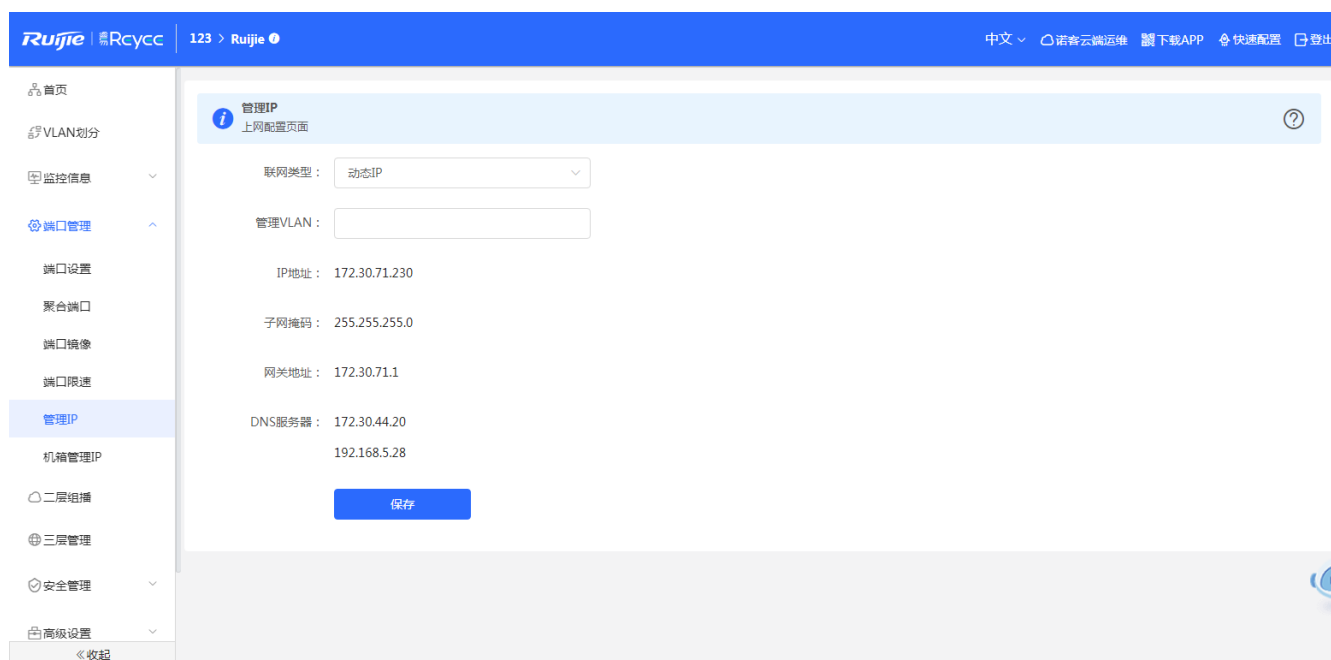 Ruijie | 睿易 Reyee 123 > Ruijie 中文 诺客云端运维 下载APP 快速配置 登出
首页
VLAN划分
监控信息
端口管理
端口设置
聚合端口
端口镜像
端口限速
管理IP
机箱管理IP
二层组播
三层管理
安全管理
高级设置
《收起
管理IP
上网配置页面
联网类型： 动态IP
管理VLAN：
IP地址： 172.30.71.230
子网掩码： 255.255.255.0
网关地址： 172.30.71.1
DNS服务器： 172.30.44.20
192.168.5.28
保存